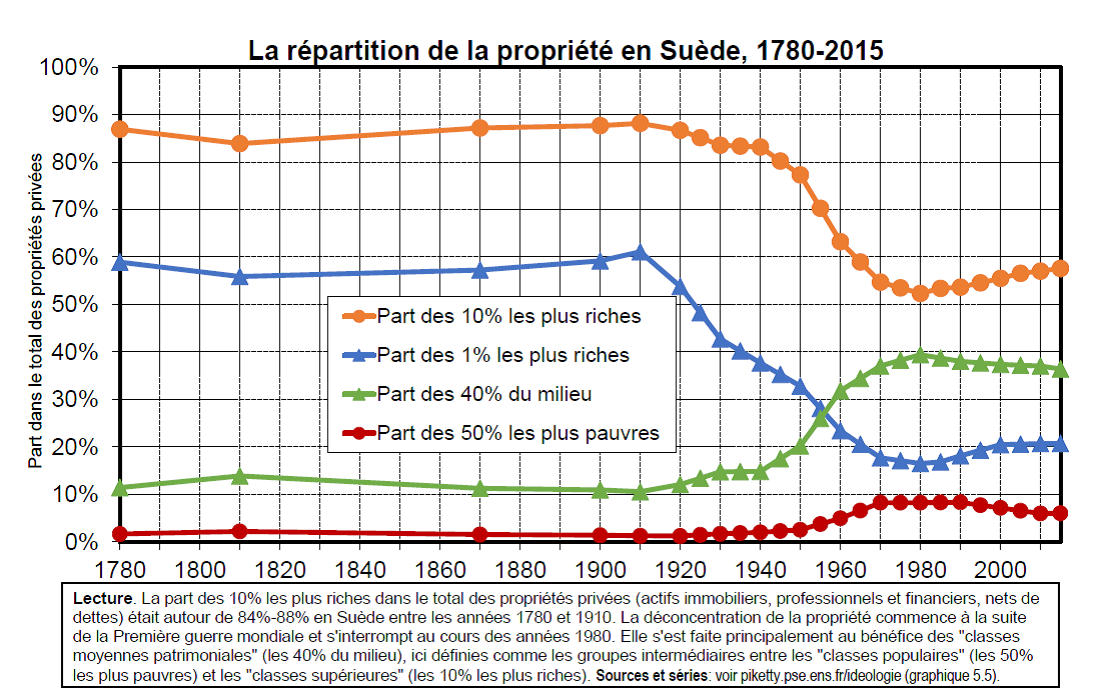 La répartition de la propriété en Suède, 1780-2015
100%
90%
80%
70%
60%
50%
40%
30%
20%
10%
0%
Part dans le total des propriétés privées
Part des 10% les plus riches
Part des 1% les plus riches
Part des 40% du milieu
Part des 50% les plus pauvres
1780 1800 1820 1840 1860 1880 1900 1920 1940 1960 1980 2000
Lecture. La part des 10% les plus riches dans le total des propriétés privées (actifs immobiliers, professionnels et financiers, nets de
dettes) était autour de 84%-88% en Suède entre les années 1780 et 1910. La déconcentration de la propriété commence à la suite
de la Première guerre mondiale et s'interrompt au cours des années 1980. Elle s'est faite principalement au bénéfice des "classes
moyennes patrimoniales" (les 40% du milieu), ici définies comme les groupes intermédiaires entre les "classes populaires" (les 50%
les plus pauvres) et les "classes supérieures" (les 10% les plus riches). Sources et séries: voir piketty.pse.ens.fr/ideologie (graphique 5.5).